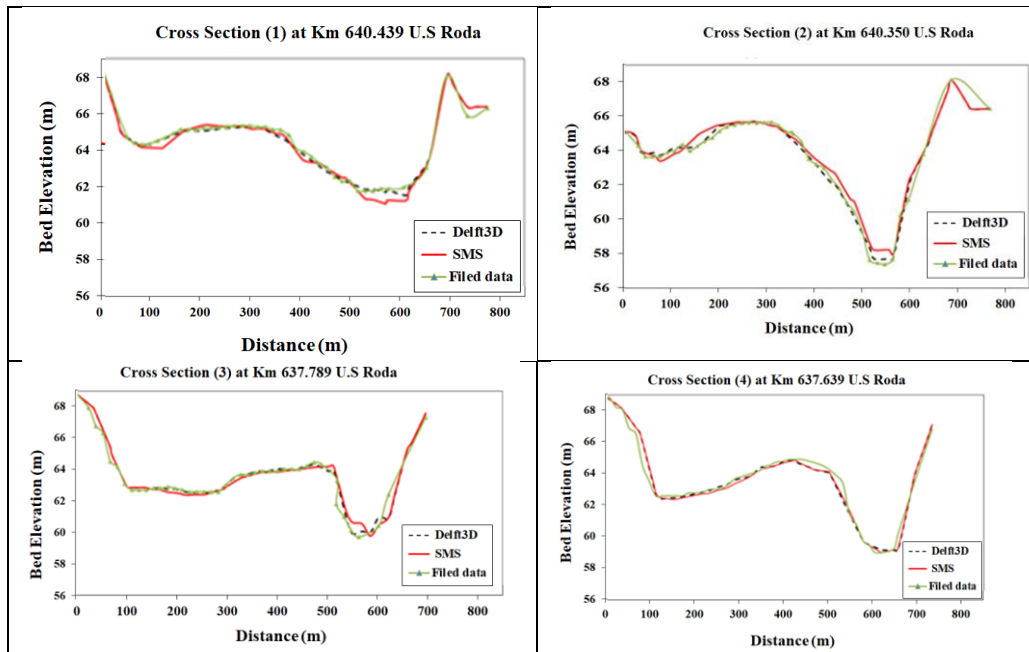 Cross Section (1) at Km 640.439 U.S Roda
Bed Elevation (m)
68
66
64
62
60
58
56
0 100 200 300 400 500 600 700 800
Distance (m)
Delft3D
SMS
Filed data
Cross Section (2) at Km 640.350 U.S Roda
Bed Elevation (m)
68
66
64
62
60
58
56
0 100 200 300 400 500 600 700 800
Distance (m)
Delft3D
SMS
Filed data
Cross Section (3) at Km 637.789 U.S Roda
Bed Elevation (m)
68
66
64
62
60
58
56
0 100 200 300 400 500 600 700 800
Distance (m)
Delft3D
SMS
Filed data
Cross Section (4) at Km 637.639 U.S Roda
Bed Elevation (m)
68
66
64
62
60
58
56
0 100 200 300 400 500 600 700 800
Distance (m)
Delft3D
SMS
Filed data